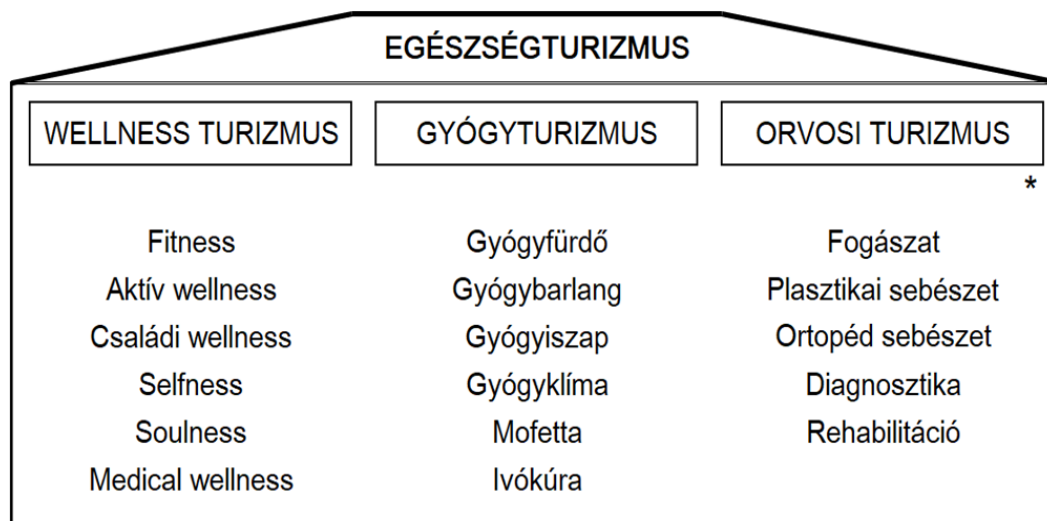 EGÉSZSÉGTURIZMUS
WELLNESS TURIZMUS
Fitness
Aktív wellness
Családi wellness
Selfness
Soulness
Medical wellness
GYÓGYTURIZMUS
Gyógyfürdő
Gyógybarlang
Gyógyiszap
Gyógyklíma
Mofetta
Ivókúra
ORVOSI TURIZMUS
*
Fogászat
Plasztikai sebészet
Ortopéd sebészet
Diagnosztika
Rehabilitáció